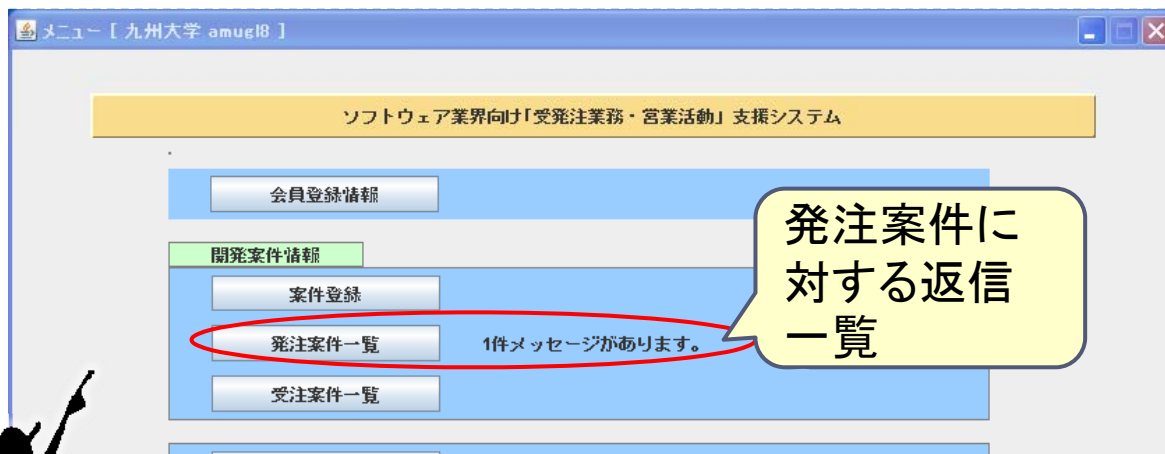 メニュー [ 九州大学 amugl8 ]
ソフトウェア業界向け「受発注業務・営業活動」支援システム
会員登録情報
開発案件情報
案件登録
発注案件一覧
1件メッセージがあります。
受注案件一覧
発注案件に
対する返信
一覧